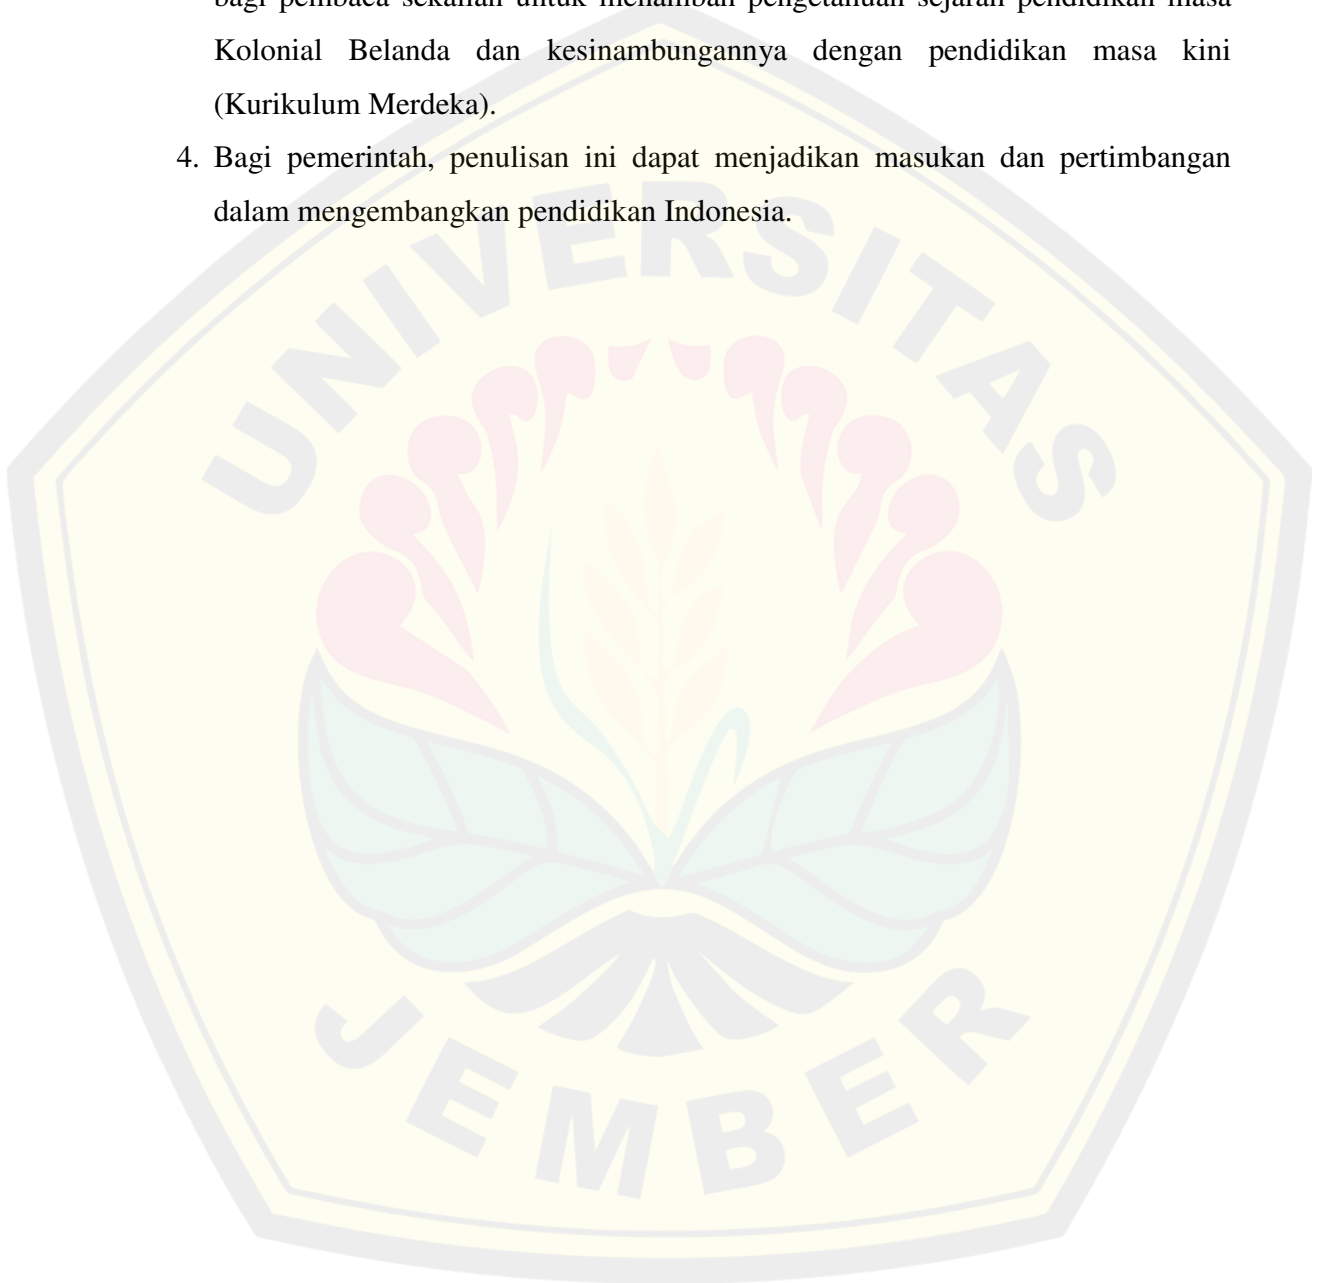 bagi pembaca sekalian untuk menambah pengetahuan sejarah pendidikan masa
Kolonial Belanda dan kesinambungannya dengan pendidikan masa kini
(Kurikulum Merdeka).
4. Bagi pemerintah, penulisan ini dapat menjadikan masukan dan pertimbangan
dalam mengembangkan pendidikan Indonesia.
UNIVERSITAS
JEMBER